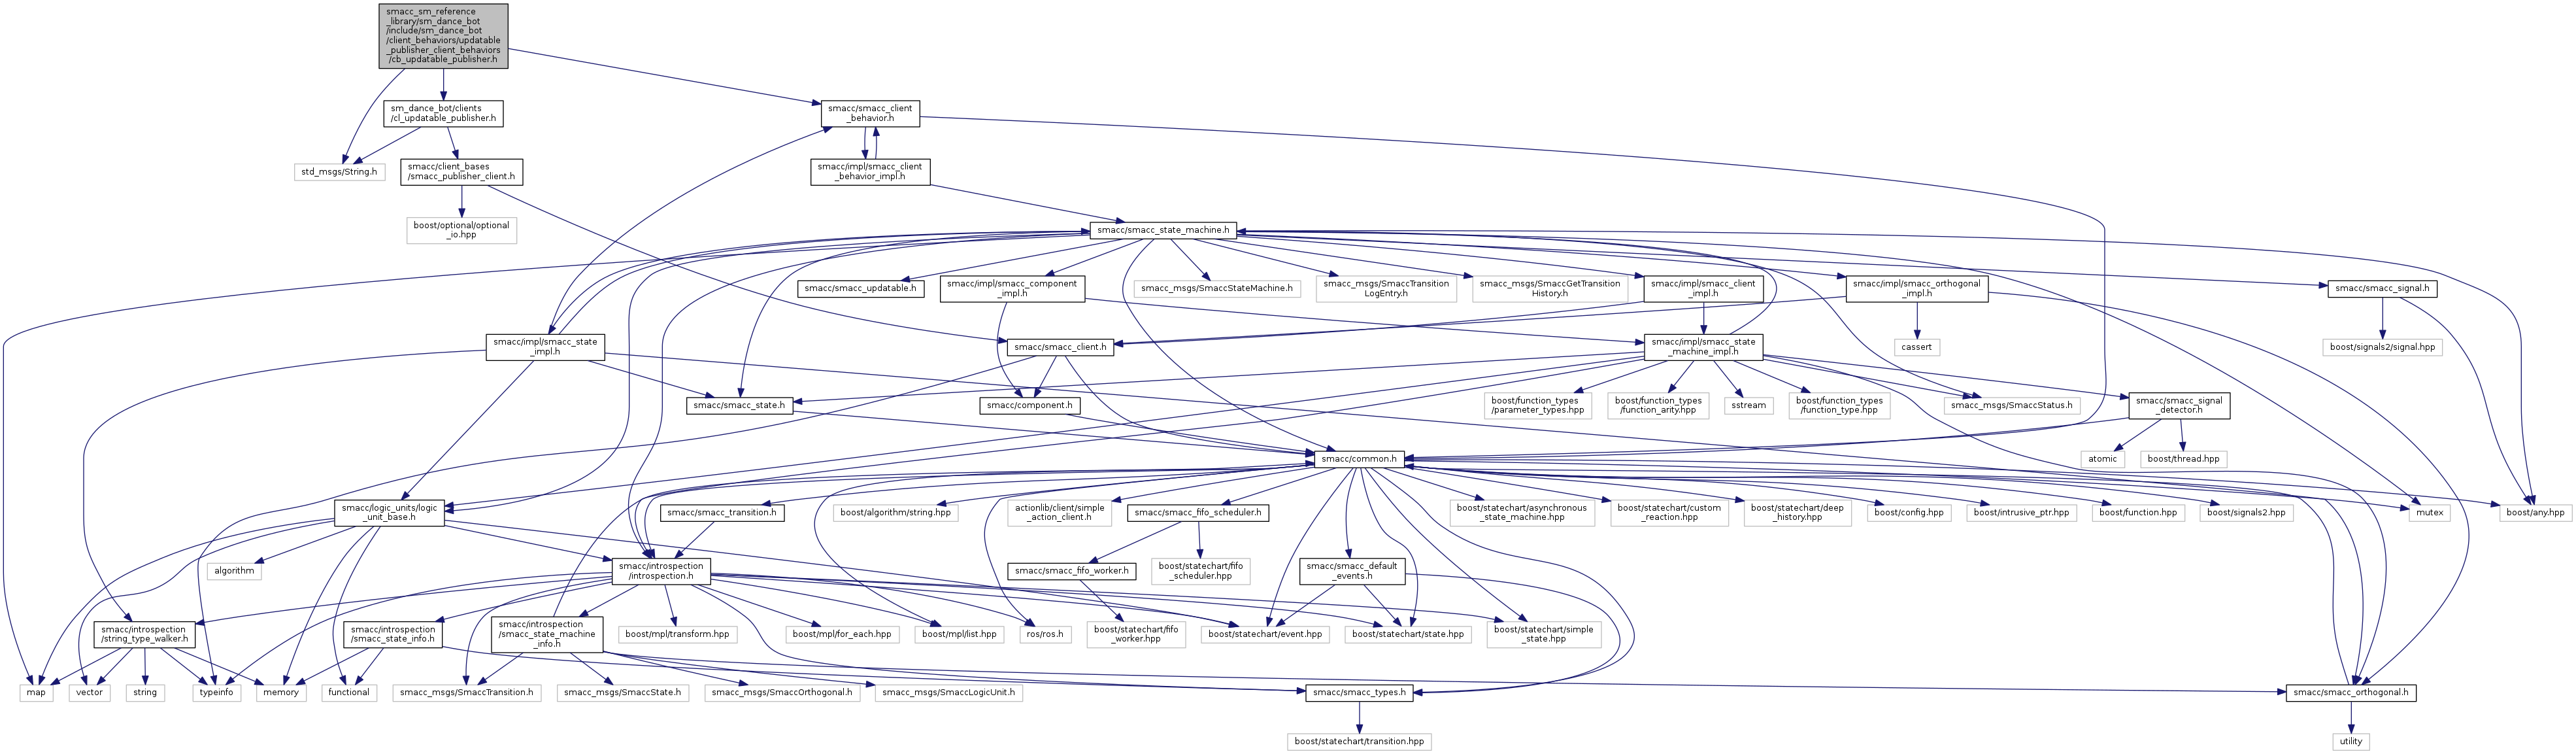 smacc_sm_reference
_library/sm_dance_bot
/include/sm_dance_bot
/client_behaviors/updatable
_publisher_client_behaviors
/cb_updatable_publisher.h
sm_dance_bot/clients
/cl_updatable_publisher.h
smacc/smacc_client
_behavior.h
std_msgs/String.h
smacc/client_bases
/smacc_publisher_client.h
smacc/impl/smacc_client
_behavior_impl.h
boost/optional/optional
_io.hpp
smacc/smacc_state_machine.h
smacc/smacc_updatable.h
smacc/impl/smacc_component
_impl.h
smacc_msgs/SmaccStateMachine.h
smacc_msgs/SmaccTransition
LogEntry.h
smacc_msgs/SmaccGetTransition
History.h
smacc/impl/smacc_client
_impl.h
smacc/impl/smacc_orthogonal
_impl.h
smacc/smacc_signal.h
smacc/impl/smacc_state
_impl.h
smacc/smacc_client.h
smacc/impl/smacc_state
_machine_impl.h
cassert
boost/signals2/signal.hpp
smacc/smacc_state.h
smacc/component.h
boost/function_types
/parameter_types.hpp
boost/function_types
/function_arity.hpp
sstream
boost/function_types
/function_type.hpp
smacc_msgs/SmaccStatus.h
smacc/smacc_signal
_detector.h
smacc/common.h
atomic
boost/thread.hpp
smacc/logic_units/logic
_unit_base.h
smacc/smacc_transition.h
boost/algorithm/string.hpp
actionlib/client/simple
_action_client.h
smacc/smacc_fifo_scheduler.h
boost/statechart/asynchronous
_state_machine.hpp
boost/statechart/custom
_reaction.hpp
boost/statechart/deep
_history.hpp
boost/config.hpp
boost/intrusive_ptr.hpp
boost/function.hpp
boost/signals2.hpp
mutex
boost/any.hpp
algorithm
smacc/introspection
/introspection.h
smacc/smacc_fifo_worker.h
boost/statechart/fifo
_scheduler.hpp
smacc/smacc_default
_events.h
smacc/introspection
/string_type_walker.h
smacc/introspection
/smacc_state_info.h
smacc/introspection
/smacc_state_machine
_info.h
boost/mpl/transform.hpp
boost/mpl/for_each.hpp
boost/mpl/list.hpp
ros/ros.h
boost/statechart/fifo
_worker.hpp
boost/statechart/event.hpp
boost/statechart/state.hpp
boost/statechart/simple
_state.hpp
map
vector
string
typeinfo
memory
functional
smacc_msgs/SmaccTransition.h
smacc_msgs/SmaccState.h
smacc_msgs/SmaccOrthogonal.h
smacc_msgs/SmaccLogicUnit.h
smacc/smacc_types.h
smacc/smacc_orthogonal.h
boost/statechart/transition.hpp
utility